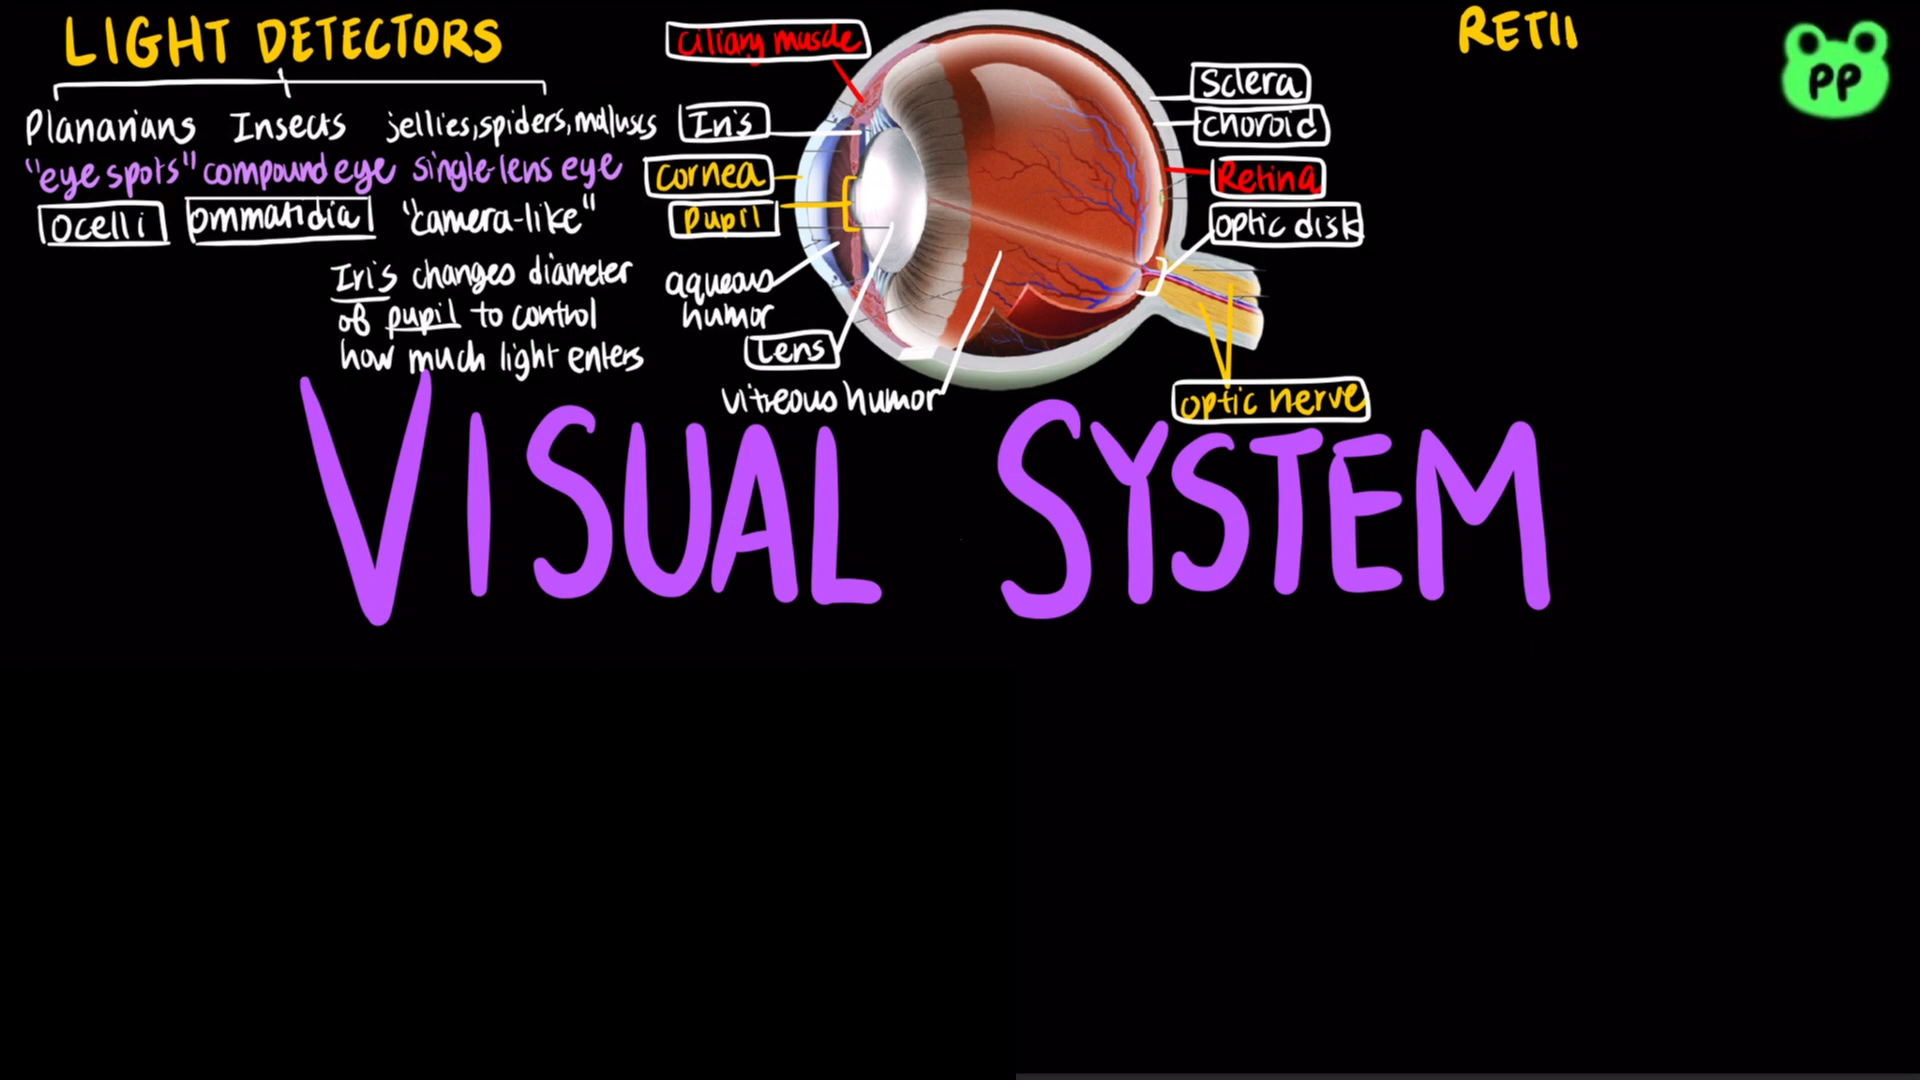 LIGHT DETECTORS
Planarians Insects jellies, spiders, molluscs
"eye spots" compound eye single-lens eye
Ocelli ommatidia "camera-like"
Iris changes diameter
of pupil to control
how much light enters
ciliary muscle
Iris
cornea
pupil
aqueous
humor
Lens
vitreous humor
Sclera
choroid
Retina
optic disk
optic nerve
RETII
PP
VISUAL SYSTEM